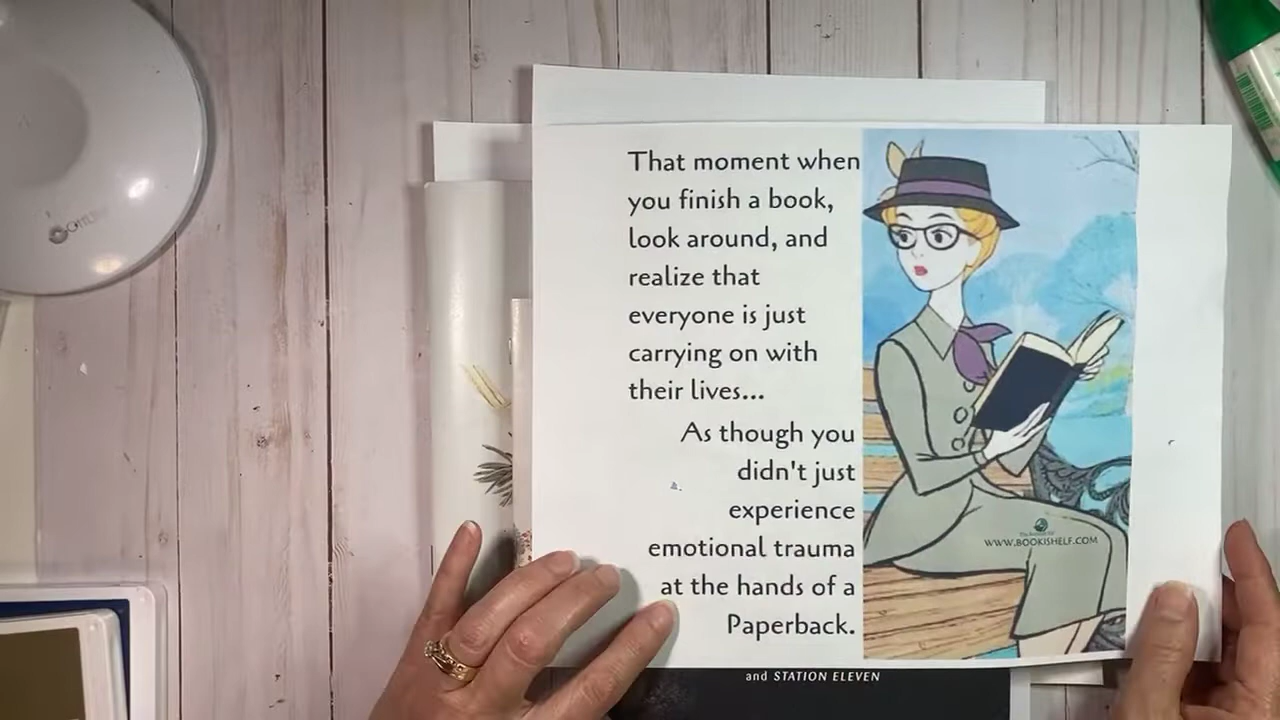 That moment when
you finish a book,
look around, and
realize that
everyone is just
carrying on with
their lives...
As though you
didn't just
experience
emotional trauma
at the hands of a
Paperback.
WWW.BOOKISHELF.COM
and STATION ELEVEN